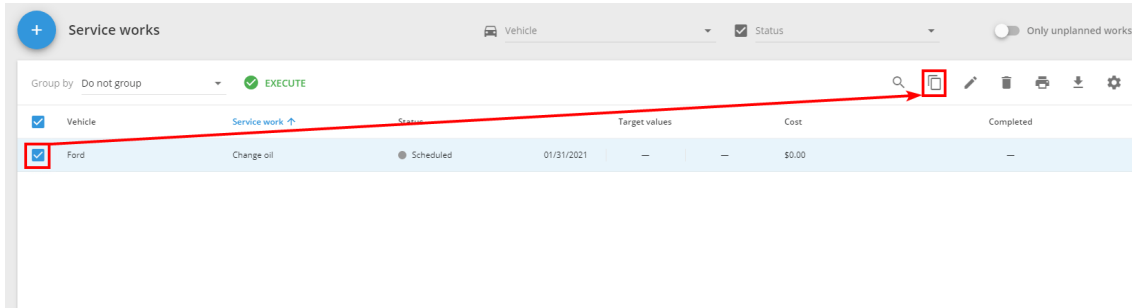 Service works Vehicle Status Only unplanned works
Group by Do not group EXECUTE
Vehicle Service work Status Target values Cost Completed
Ford Change oil Scheduled 01/31/2021 — — $0.00 —